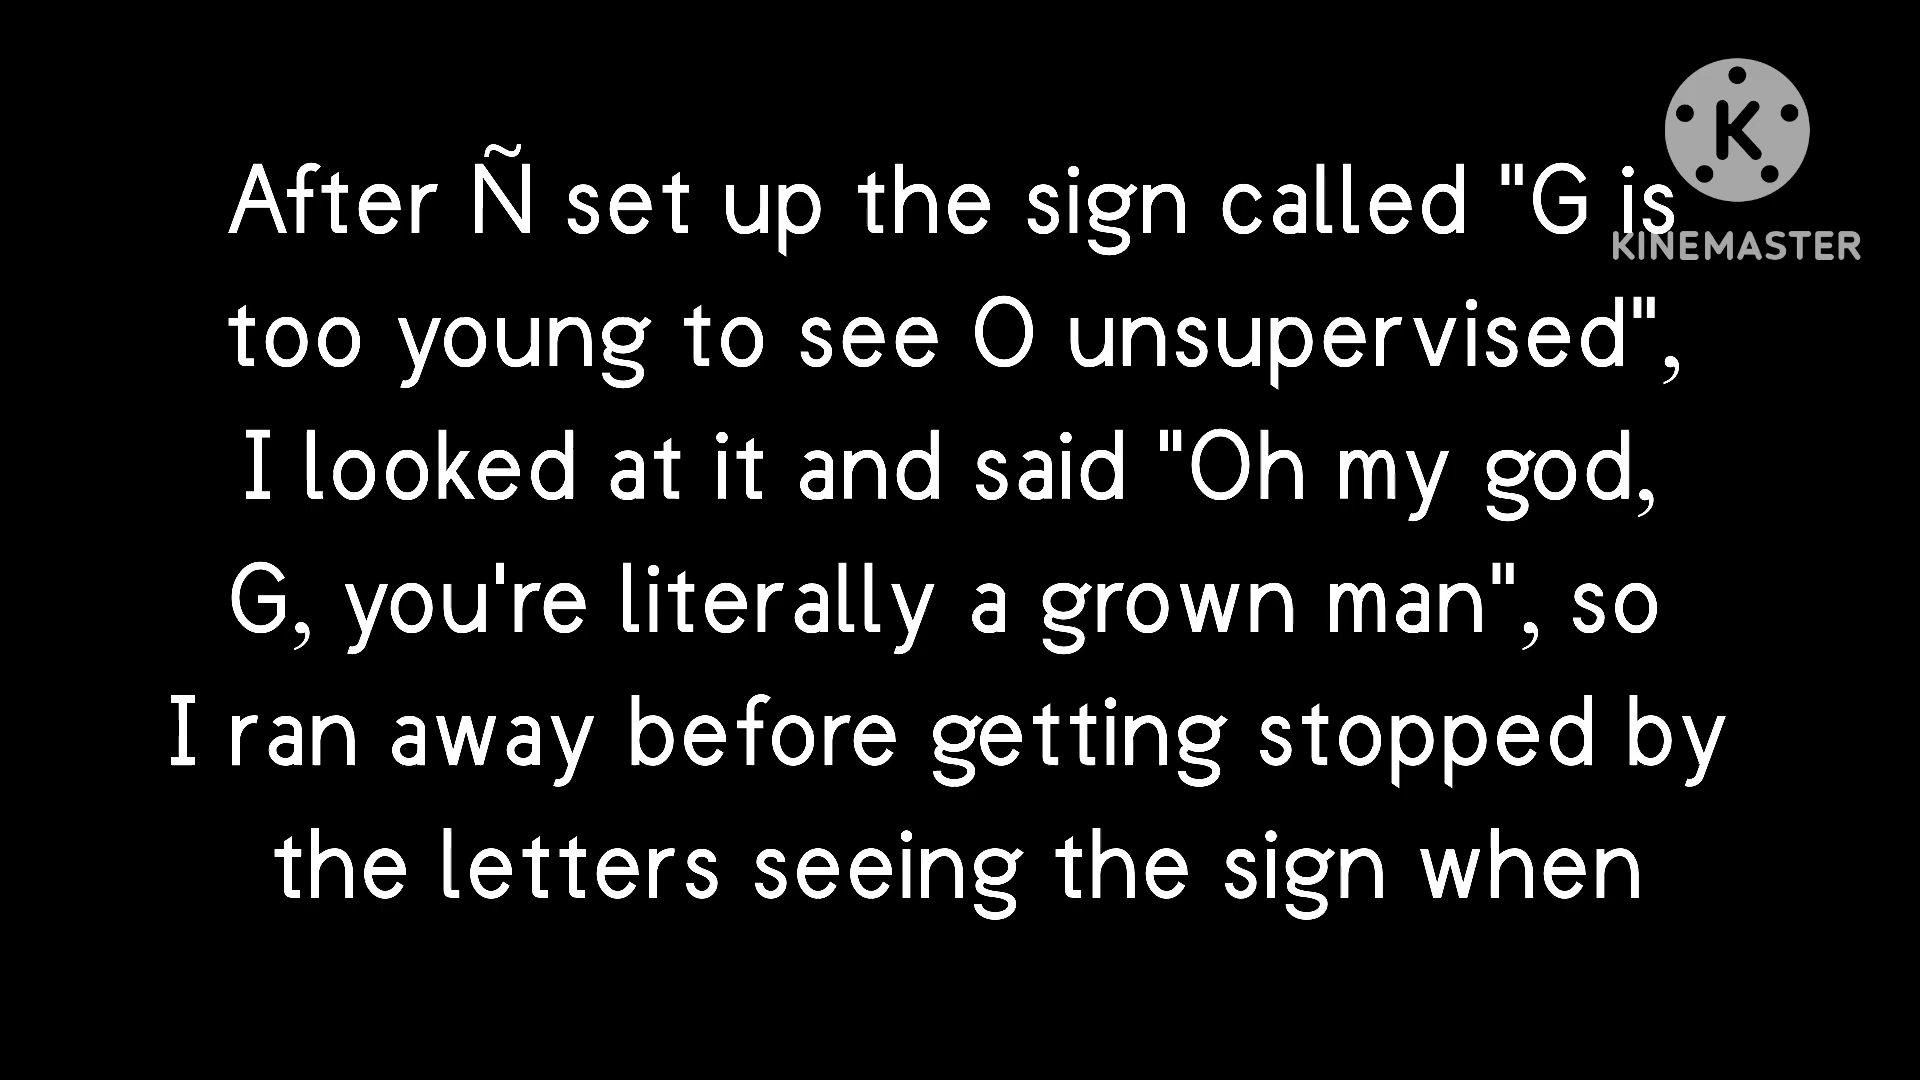 After Ñ set up the sign called "G is
too young to see O unsupervised",
I looked at it and said "Oh my god,
G, you're literally a grown man", so
I ran away before getting stopped by
the letters seeing the sign when
K
KINEMASTER